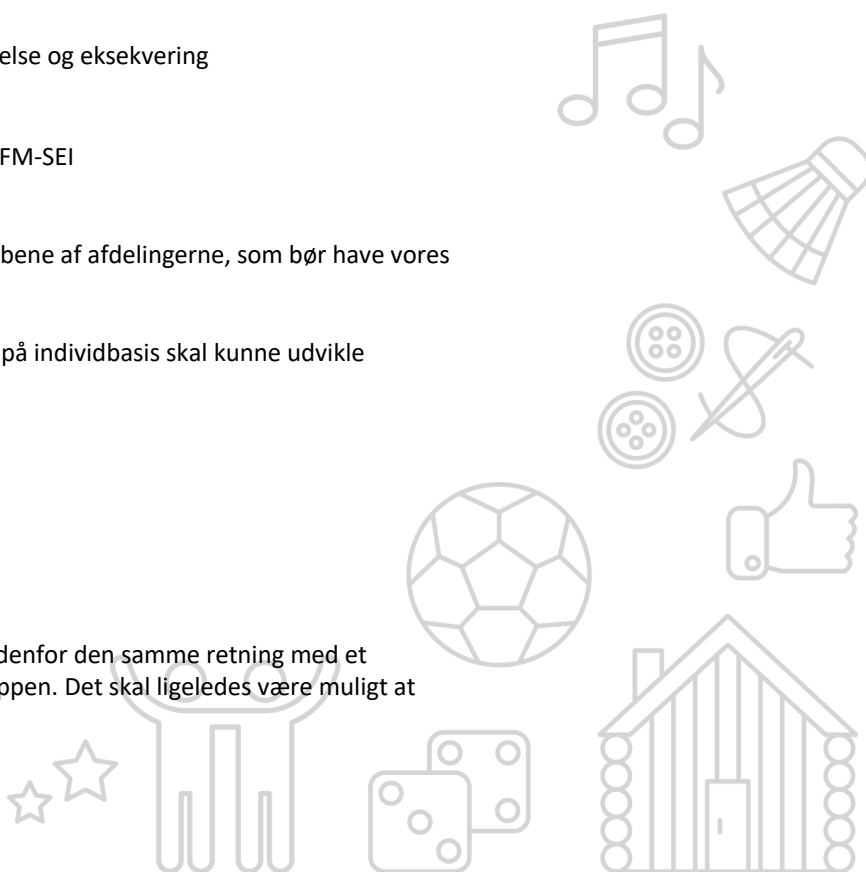 else og eksekvering
FM-SEI
bene af afdelingerne, som bør have vores
på individbasis skal kunne udvikle
denfor den samme retning med et
ppen. Det skal ligeledes være muligt at